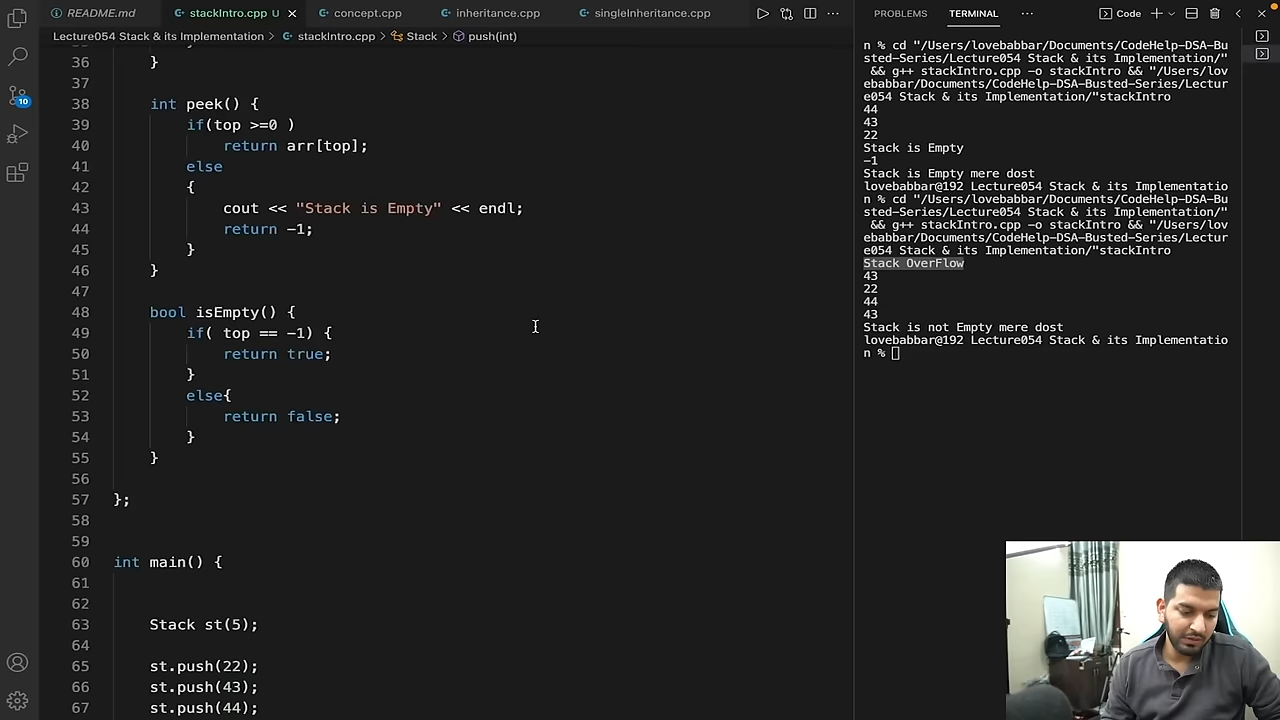 README.md
stackIntro.cpp U
concept.cpp
inheritance.cpp
singleInheritance.cpp
Lecture054 Stack & its Implementation > stackIntro.cpp > Stack > push(int)
36 }
37
38 int peek() {
39 if(top >=0 )
40 return arr[top];
41 else
42 {
43 cout << "Stack is Empty" << endl;
44 return -1;
45 }
46 }
47
48 bool isEmpty() {
49 if( top == -1) {
50 return true;
51 }
52 else{
53 return false;
54 }
55 }
56
57 };
58
59
60 int main() {
61
62
63 Stack st(5);
64
65 st.push(22);
66 st.push(43);
67 st.push(44);
10
PROBLEMS
TERMINAL
Code
n % cd "/Users/lovebabbar/Documents/CodeHelp-DSA-Bu
sted-Series/Lecture054 Stack & its Implementation/"
&& g++ stackIntro.cpp -o stackIntro && "/Users/lov
ebabbar/Documents/CodeHelp-DSA-Busted-Series/Lectur
e054 Stack & its Implementation/"stackIntro
44
43
22
Stack is Empty
-1
Stack is Empty mere dost
lovebabbar@192 Lecture054 Stack & its Implementatio
n % cd "/Users/lovebabbar/Documents/CodeHelp-DSA-Bu
sted-Series/Lecture054 Stack & its Implementation/"
&& g++ stackIntro.cpp -o stackIntro && "/Users/lov
ebabbar/Documents/CodeHelp-DSA-Busted-Series/Lectur
e054 Stack & its Implementation/"stackIntro
Stack OverFlow
43
22
44
43
Stack is not Empty mere dost
lovebabbar@192 Lecture054 Stack & its Implementatio
n %